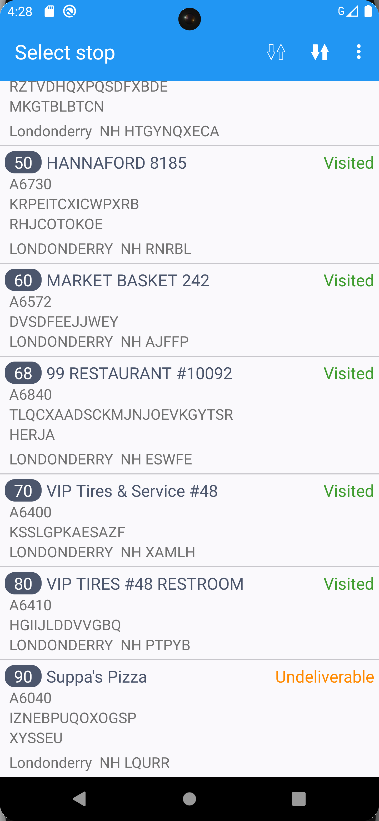 4:28
G
Select stop
RZTVDHQXPQSDFXBDE
MKGTBLBTCN
Londonderry NH HTGYNQXECA
50 HANNAFORD 8185 Visited
A6730
KRPEITCXICWPXRB
RHJCOTOKOE
LONDONDERRY NH RNRBL
60 MARKET BASKET 242 Visited
A6572
DVSDFEEJJWEY
LONDONDERRY NH AJFFP
68 99 RESTAURANT #10092 Visited
A6840
TLQCXAADSCKMJNJOEVKGYTSR
HERJA
LONDONDERRY NH ESWFE
70 VIP Tires & Service #48 Visited
A6400
KSSLGPKAESAZF
LONDONDERRY NH XAMLH
80 VIP TIRES #48 RESTROOM Visited
A6410
HGIIJLDDVVGBQ
LONDONDERRY NH PTPYB
90 Suppa's Pizza Undeliverable
A6040
IZNEBPUQOXOGSP
XYSSEU
Londonderry NH LQURR